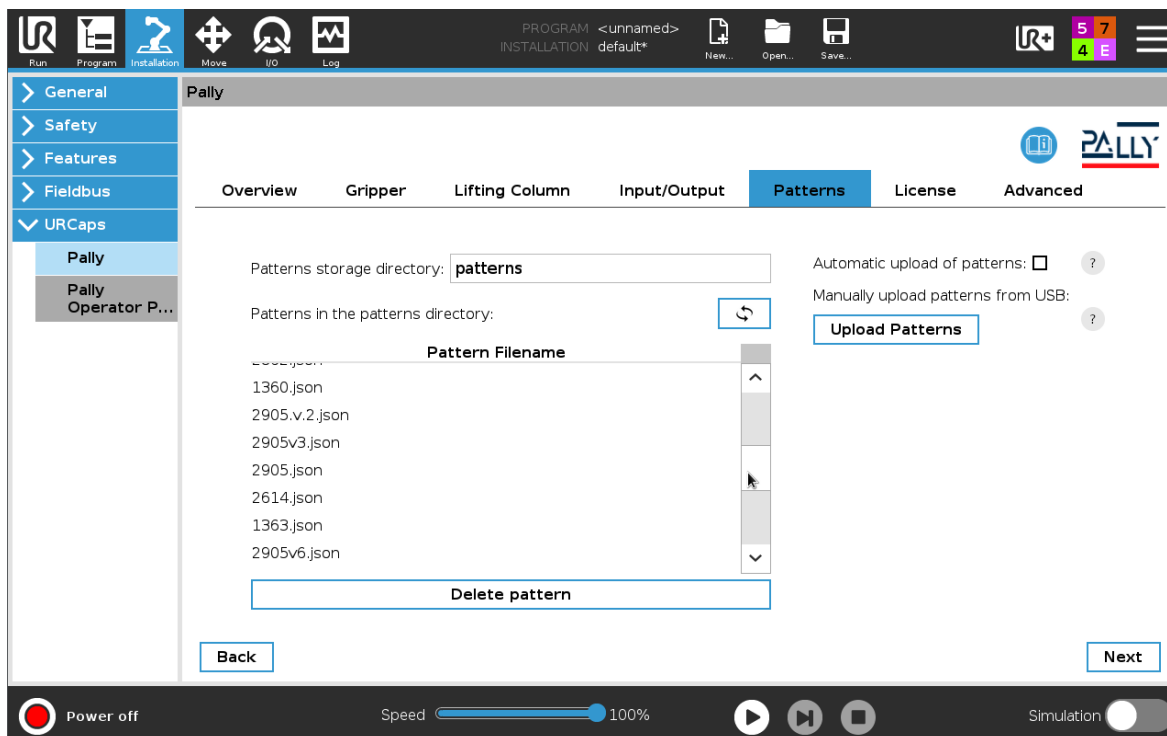 PROGRAM <unnamed>
INSTALLATION default*
UR
UR+
5 7
4 E
Run Program Installation Move I/O Log New... Open... Save...
General
Safety
Features
Fieldbus
URCaps
Pally
Pally
Operator P...
Pally
PALLY
Overview Gripper Lifting Column Input/Output Patterns License Advanced
Patterns storage directory: patterns
Automatic upload of patterns: ?
Manually upload patterns from USB:
Patterns in the patterns directory:
Upload Patterns ?
Pattern Filename
1360.json
2905.v.2.json
2905v3.json
2905.json
2614.json
1363.json
2905v6.json
Delete pattern
Back Next
Power off Speed 100% Simulation